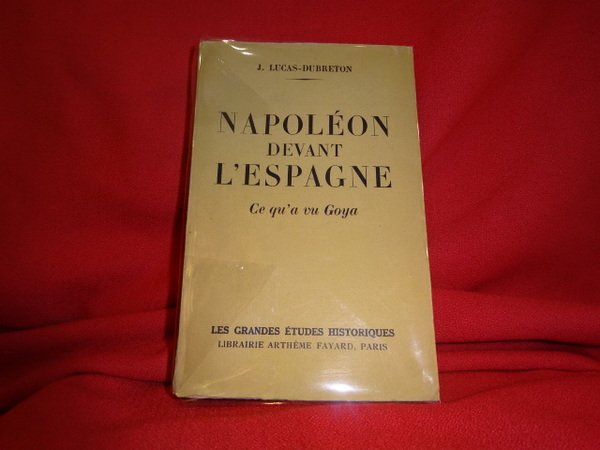 J. LUCAS-DUBRETON
NAPOLÉON
DEVANT
L'ESPAGNE
Ce qu'a vu Goya
LES GRANDES ÉTUDES HISTORIQUES
LIBRAIRIE ARTHÈME FAYARD, PARIS